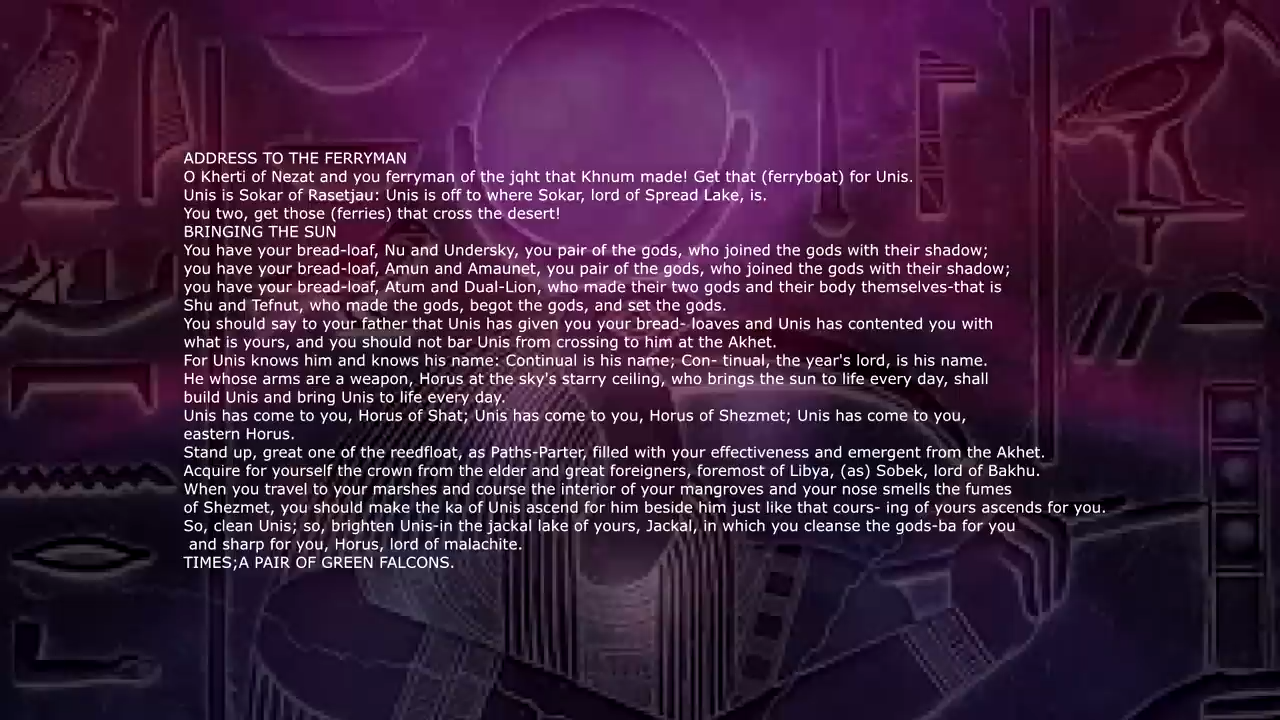 ADDRESS TO THE FERRYMAN
O Kherti of Nezat and you ferryman of the jqht that Khnum made! Get that (ferryboat) for Unis.
Unis is Sokar of Rasetjau: Unis is off to where Sokar, lord of Spread Lake, is.
You two, get those (ferries) that cross the desert!
BRINGING THE SUN
You have your bread-loaf, Nu and Undersky, you pair of the gods, who joined the gods with their shadow;
you have your bread-loaf, Amun and Amaunet, you pair of the gods, who joined the gods with their shadow;
you have your bread-loaf, Atum and Dual-Lion, who made their two gods and their body themselves-that is
Shu and Tefnut, who made the gods, begot the gods, and set the gods.
You should say to your father that Unis has given you your bread- loaves and Unis has contented you with
what is yours, and you should not bar Unis from crossing to him at the Akhet.
For Unis knows him and knows his name: Continual is his name; Con- tinual, the year's lord, is his name.
He whose arms are a weapon, Horus at the sky's starry ceiling, who brings the sun to life every day, shall
build Unis and bring Unis to life every day.
Unis has come to you, Horus of Shat; Unis has come to you, Horus of Shezmet; Unis has come to you,
eastern Horus.
Stand up, great one of the reedfloat, as Paths-Parter, filled with your effectiveness and emergent from the Akhet.
Acquire for yourself the crown from the elder and great foreigners, foremost of Libya, (as) Sobek, lord of Bakhu.
When you travel to your marshes and course the interior of your mangroves and your nose smells the fumes
of Shezmet, you should make the ka of Unis ascend for him beside him just like that cours- ing of yours ascends for you.
So, clean Unis; so, brighten Unis-in the jackal lake of yours, Jackal, in which you cleanse the gods-ba for you
and sharp for you, Horus, lord of malachite.
TIMES;A PAIR OF GREEN FALCONS.